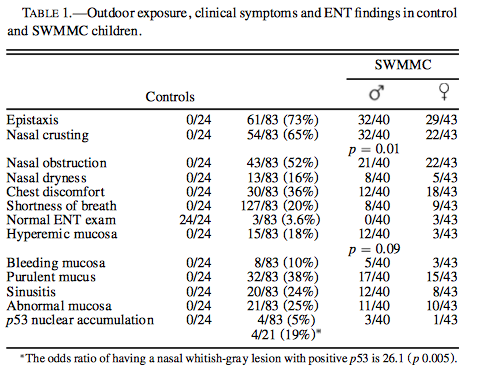 TABLE 1.—Outdoor exposure, clinical symptoms and ENT findings in control
and SWMMC children.
SWMMC
Controls ♂ ♀
Epistaxis 0/24 61/83 (73%) 32/40 29/43
Nasal crusting 0/24 54/83 (65%) 32/40 22/43
p = 0.01
Nasal obstruction 0/24 43/83 (52%) 21/40 22/43
Nasal dryness 0/24 13/83 (16%) 8/40 5/43
Chest discomfort 0/24 30/83 (36%) 12/40 18/43
Shortness of breath 0/24 127/83 (20%) 8/40 9/43
Normal ENT exam 24/24 3/83 (3.6%) 0/40 3/43
Hyperemic mucosa 0/24 15/83 (18%) 12/40 3/43
p = 0.09
Bleeding mucosa 0/24 8/83 (10%) 5/40 3/43
Purulent mucus 0/24 32/83 (38%) 17/40 15/43
Sinusitis 0/24 20/83 (24%) 12/40 8/43
Abnormal mucosa 0/24 21/83 (25%) 11/40 10/43
p53 nuclear accumulation 0/24 4/83 (5%) 3/40 1/43
4/21 (19%)*
*The odds ratio of having a nasal whitish-gray lesion with positive p53 is 26.1 (p 0.005).